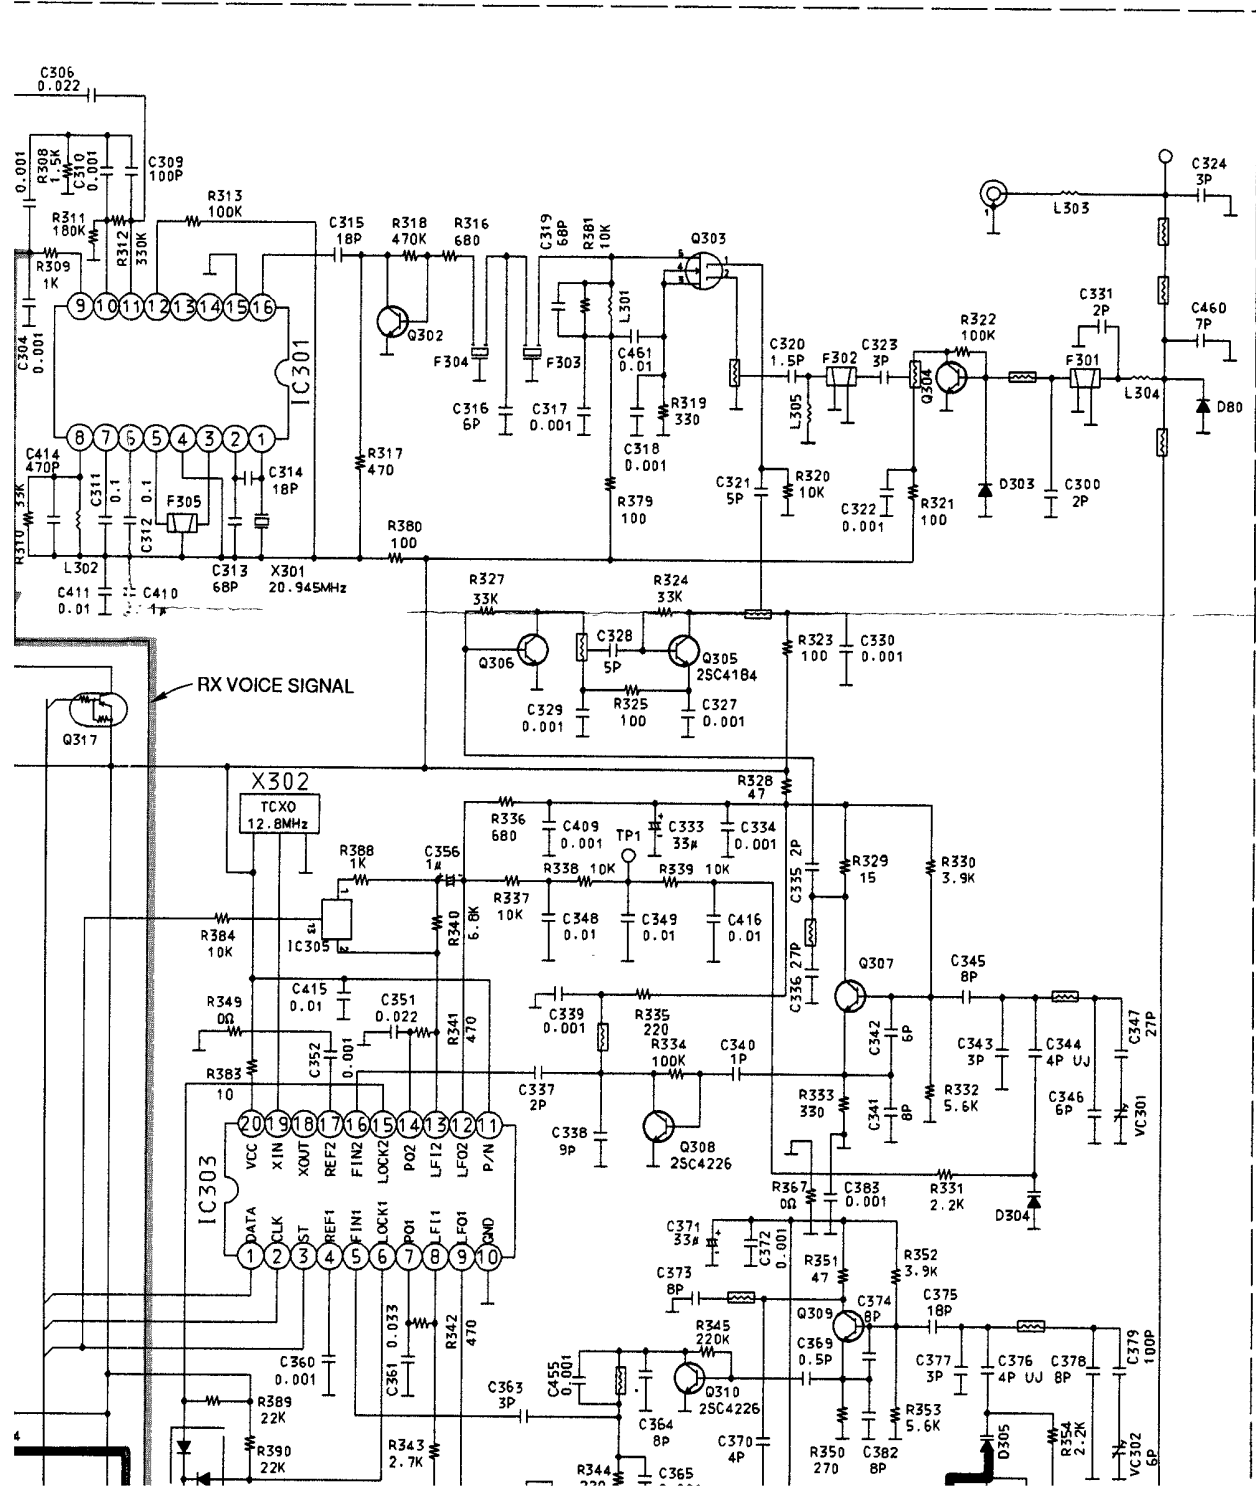 C306
0.022
0.001
R308
1.5K
C310
0.001
C309
100P
R311
180K
R312
330K
R313
100K
R309
1K
C304
0.001
9 10 11 12 13 14 15 16
IC301
8 7 6 5 4 3 2 1
C315
18P
R318
470K
R316
680
C319
68P
R381
10K
Q303
5
4
3
1
2
Q302
F304
F303
L301
C461
0.01
C316
6P
C317
0.001
C318
0.001
R319
330
R317
470
R379
100
R380
100
C320
1.5P
F302
C323
3P
L305
C321
5P
R320
10K
C322
0.001
R321
100
Q304
R322
100K
D303
C300
2P
F301
C331
2P
L304
L303
1
C324
3P
C460
7P
D80
C414
470P
R310
33K
C311
0.1
C312
0.1
F305
C314
18P
L302
C411
0.01
C410
1µ
C313
68P
X301
20.945MHz
R327
33K
R324
33K
Q306
C328
5P
Q305
2SC4184
R325
100
C329
0.001
C327
0.001
R323
100
C330
0.001
RX VOICE SIGNAL
Q317
X302
TCXO
12.8MHz
R388
1K
C356
1µ
R384
10K
IC305
1
13
2
R336
680
C409
0.001
C333
33µ
C334
0.001
TP1
R328
47
R337
10K
R338
10K
R339
10K
C348
0.01
C349
0.01
C416
0.01
R340
6.8K
C335
2P
C336
27P
R329
15
R330
3.9K
Q307
C345
8P
C342
6P
C343
3P
C344
4P UJ
C347
27P
C346
6P
VC301
R332
5.6K
C341
8P
R333
330
R349
0Ω
C415
0.01
C351
0.022
R341
470
C352
0.001
R383
10
C339
0.001
R335
220
R334
100K
C340
1P
C337
2P
C338
9P
Q308
2SC4226
R367
0Ω
C383
0.001
R331
2.2K
D304
20 19 18 17 16 15 14 13 12 11
VCC XIN XOUT REF2 FIN2 LOCK2 PO2 LFI2 LFO2 P/N
IC303
DATA CLK ST REF1 FIN1 LOCK1 PO1 LFI1 LFO1 GND
1 2 3 4 5 6 7 8 9 10
C371
33µ
C372
0.001
R351
47
R352
3.9K
C373
8P
Q309
C374
8P
C375
18P
R345
220K
C369
0.5P
Q310
2SC4226
C377
3P
C376
4P UJ
C378
8P
C379
100P
C360
0.001
C361
0.033
R342
470
C363
3P
C455
0.001
C364
8P
C370
4P
R350
270
C382
8P
R353
5.6K
D305
R354
2.2K
VC302
6P
R389
22K
R390
22K
R343
2.7K
R344
C365